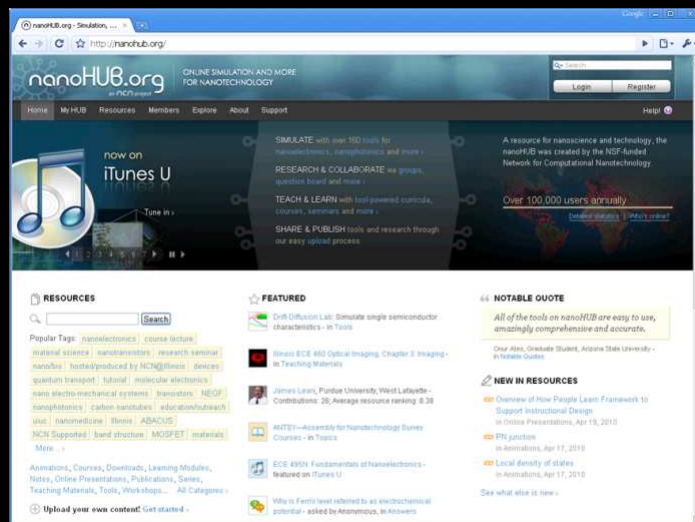 nanoHUB.org - Simulation, ...
Google
http://nanohub.org/
nanoHUB.org
an NCN project
ONLINE SIMULATION AND MORE
FOR NANOTECHNOLOGY
Search
Login Register
Home My HUB Resources Members Explore About Support Help!
now on
iTunes U
Tune in ›
1 2 3 4 5 6 7
SIMULATE with over 160 tools for
nanoelectronics, nanophotonics and more ›
RESEARCH & COLLABORATE via groups,
question board and more ›
TEACH & LEARN with tool-powered curricula,
courses, seminars and more ›
SHARE & PUBLISH tools and research through
our easy upload process
A resource for nanoscience and technology, the
nanoHUB was created by the NSF-funded
Network for Computational Nanotechnology.
Over 100,000 users annually
Detailed statistics | Who's online?
RESOURCES
Search
Popular Tags: nanoelectronics course lecture
material science nanotransistors research seminar
nano/bio hosted/produced by NCN@Illinois devices
quantum transport tutorial molecular electronics
nano electro-mechanical systems transistors NEGF
nanophotonics carbon nanotubes education/outreach
uiuc nanomedicine Illinois ABACUS
NCN Supported band structure MOSFET materials
More... ›
Animations, Courses, Downloads, Learning Modules,
Notes, Online Presentations, Publications, Series,
Teaching Materials, Tools, Workshops... All Categories ›
Upload your own content! Get started ›
FEATURED
Drift-Diffusion Lab: Simulate single semiconductor
characteristics - in Tools
Illinois ECE 460 Optical Imaging, Chapter 3: Imaging -
in Teaching Materials
James Leary, Purdue University, West Lafayette -
Contributions: 28; Average resource ranking: 8.38
ANTSY—Assembly for Nanotechnology Survey
Courses - in Topics
ECE 495N: Fundamentals of Nanoelectronics -
featured on iTunes U
Why is Fermi level referred to as electrochemical
potential - asked by Anonymous, in Answers
NOTABLE QUOTE
All of the tools on nanoHUB are easy to use,
amazingly comprehensive and accurate.
Onur Ates, Graduate Student, Arizona State University -
in Notable Quotes
NEW IN RESOURCES
Overview of How People Learn Framework to
Support Instructional Design
in Online Presentations, Apr 19, 2010
PN junction
in Animations, Apr 17, 2010
Local density of states
in Animations, Apr 17, 2010
See what else is new ›